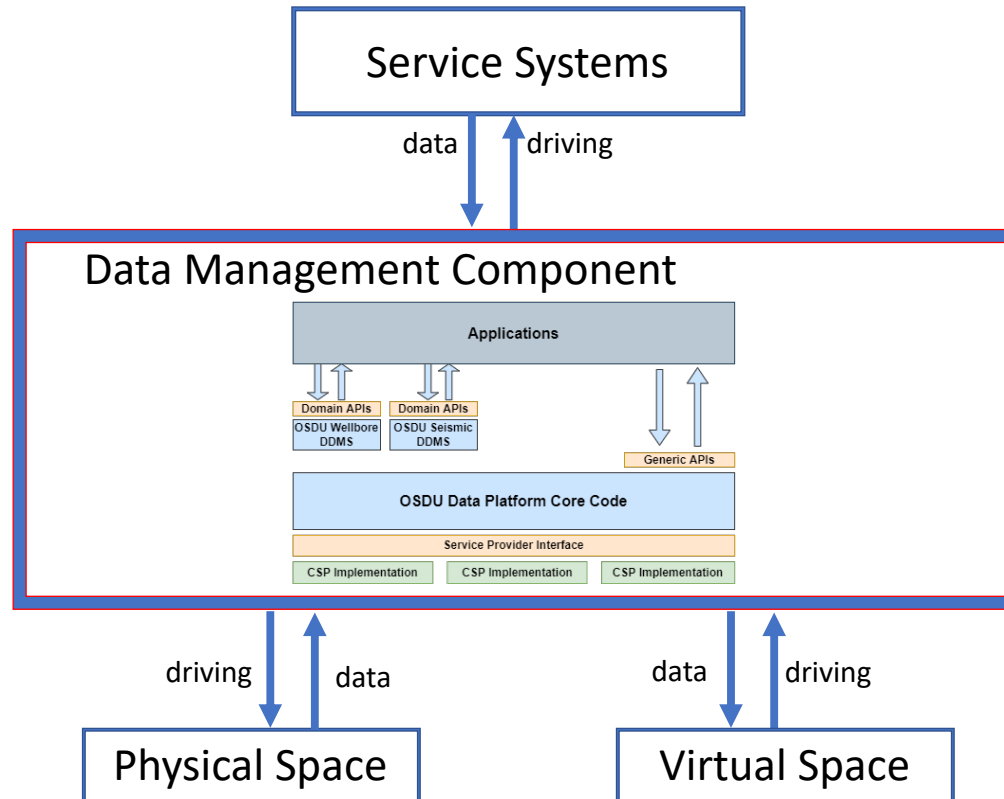 Service Systems
data
driving
Data Management Component
Applications
Domain APIs
Domain APIs
OSDU Wellbore
DDMS
OSDU Seismic
DDMS
Generic APIs
OSDU Data Platform Core Code
Service Provider Interface
CSP Implementation
CSP Implementation
CSP Implementation
driving
data
data
driving
Physical Space
Virtual Space